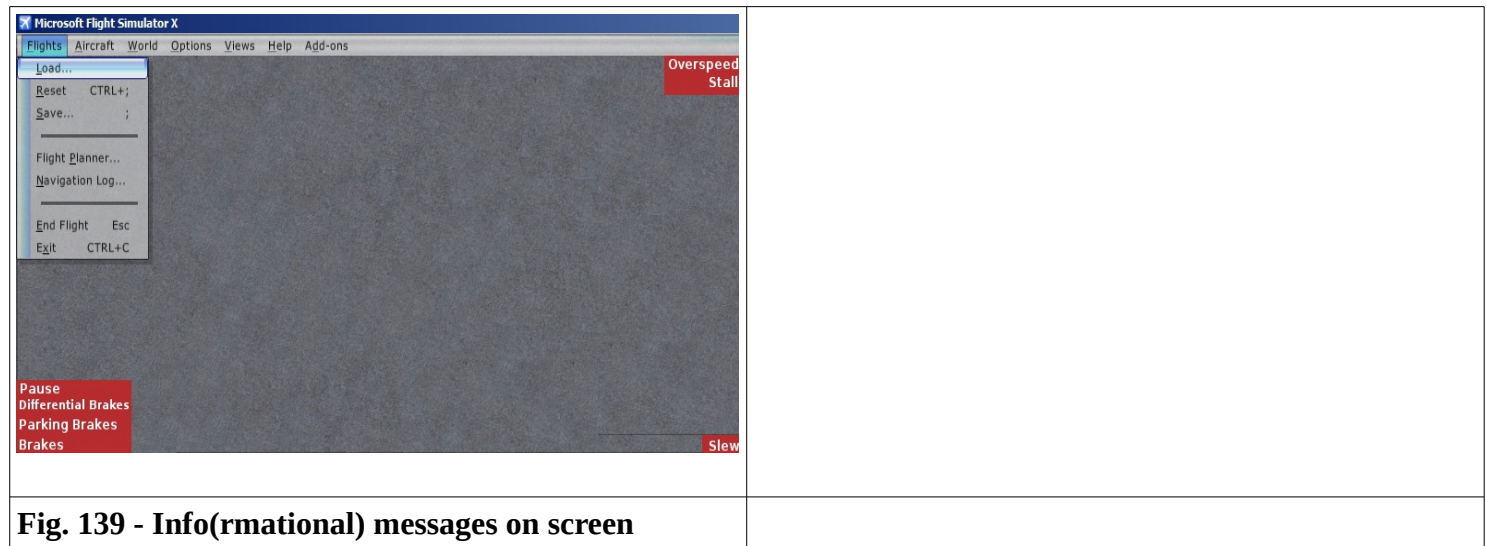 Microsoft Flight Simulator X
Flights Aircraft World Options Views Help Add-ons
Load...
Reset CTRL+;
Save... ;
Flight Planner...
Navigation Log...
End Flight Esc
Exit CTRL+C
Overspeed
Stall
Pause
Differential Brakes
Parking Brakes
Brakes
Slew
Fig. 139 - Info(rmational) messages on screen